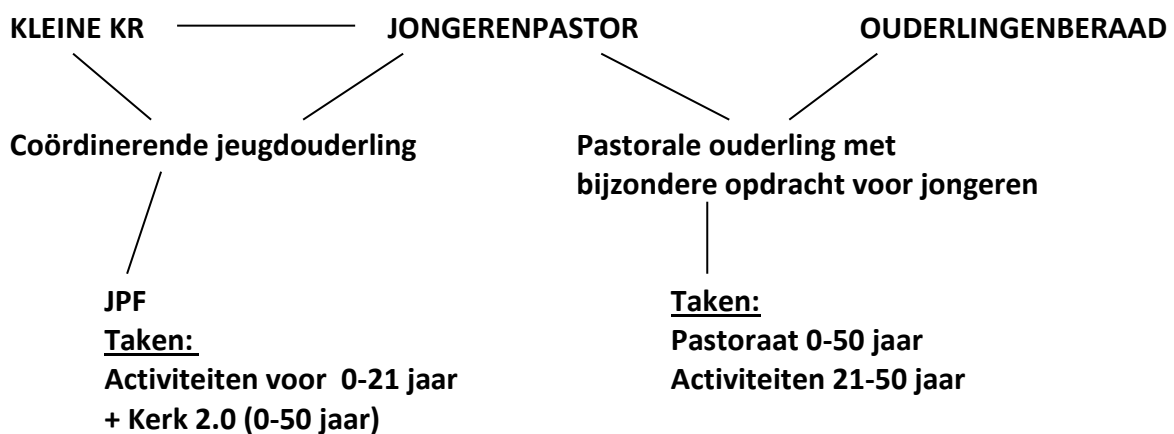 KLEINE KR JONGERENPASTOR OUDERLINGENBERAAD
Coördinerende jeugdouderling
Pastorale ouderling met
bijzondere opdracht voor jongeren
JPF
Taken:
Activiteiten voor 0-21 jaar
+ Kerk 2.0 (0-50 jaar)
Taken:
Pastoraat 0-50 jaar
Activiteiten 21-50 jaar